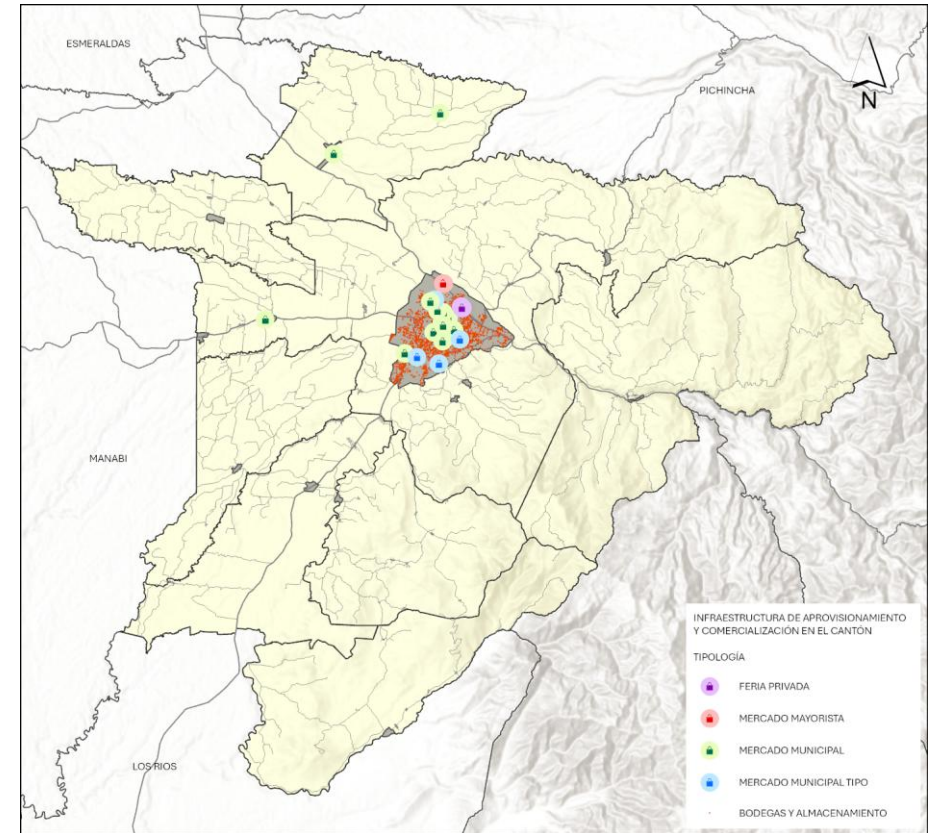 ESMERALDAS
PICHINCHA
N
MANABI
LOS RIOS
INFRAESTRUCTURA DE APROVISIONAMIENTO
Y COMERCIALIZACIÓN EN EL CANTÓN
TIPOLOGÍA
FERIA PRIVADA
MERCADO MAYORISTA
MERCADO MUNICIPAL
MERCADO MUNICIPAL TIPO
BODEGAS Y ALMACENAMIENTO